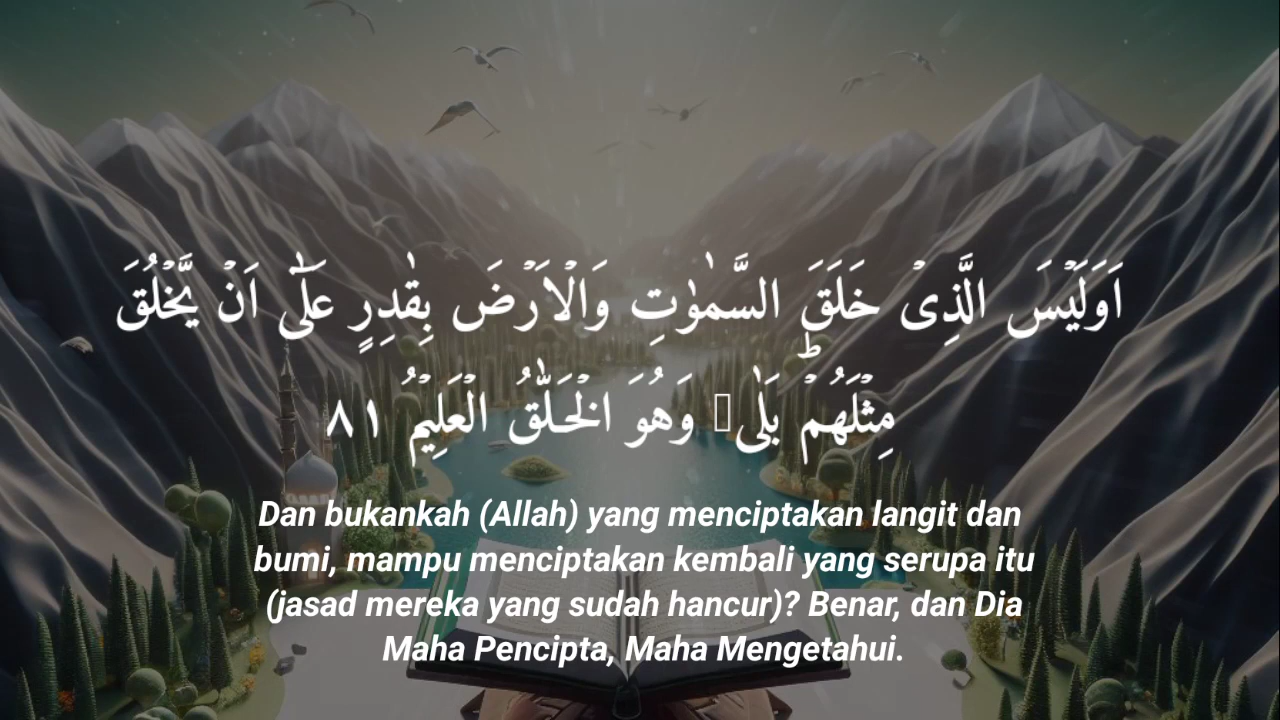 اَوَلَيۡسَ الَّذِىۡ خَلَقَ السَّمٰوٰتِ وَالۡاَرۡضَ بِقٰدِرٍ عَلٰٓى اَنۡ يَّخۡلُقَ
مِثۡلَهُمۡؕ بَلٰى وَهُوَ الۡخَـلّٰقُ الۡعَلِيۡمُ ٨١
Dan bukankah (Allah) yang menciptakan langit dan
bumi, mampu menciptakan kembali yang serupa itu
(jasad mereka yang sudah hancur)? Benar, dan Dia
Maha Pencipta, Maha Mengetahui.